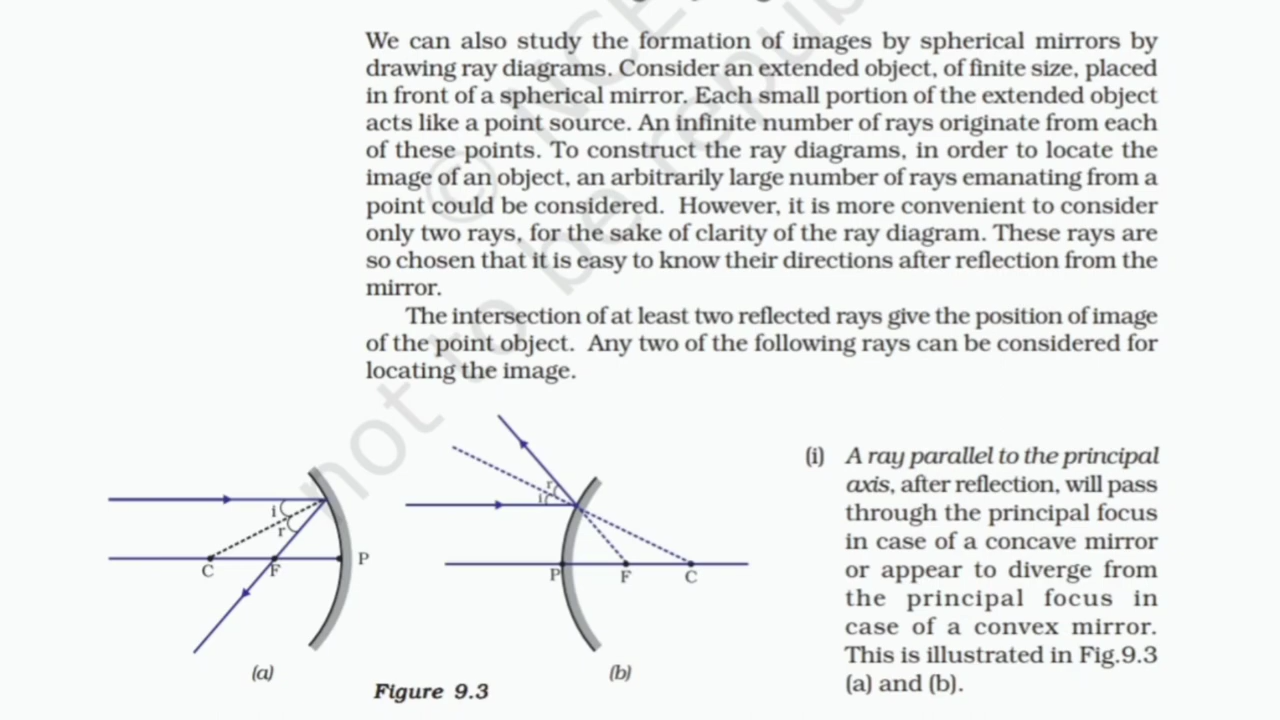 We can also study the formation of images by spherical mirrors by
drawing ray diagrams. Consider an extended object, of finite size, placed
in front of a spherical mirror. Each small portion of the extended object
acts like a point source. An infinite number of rays originate from each
of these points. To construct the ray diagrams, in order to locate the
image of an object, an arbitrarily large number of rays emanating from a
point could be considered. However, it is more convenient to consider
only two rays, for the sake of clarity of the ray diagram. These rays are
so chosen that it is easy to know their directions after reflection from the
mirror.
The intersection of at least two reflected rays give the position of image
of the point object. Any two of the following rays can be considered for
locating the image.
i
r
C
F
P
(a)
r
i
P
F
C
(b)
Figure 9.3
(i) A ray parallel to the principal
axis, after reflection, will pass
through the principal focus
in case of a concave mirror
or appear to diverge from
the principal focus in
case of a convex mirror.
This is illustrated in Fig.9.3
(a) and (b).
not to be repub